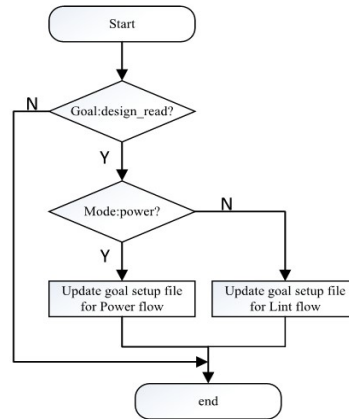 Start
N
Goal:design_read?
Y
Mode:power?
N
Y
Update goal setup file
for Power flow
Update goal setup file
for Lint flow
end